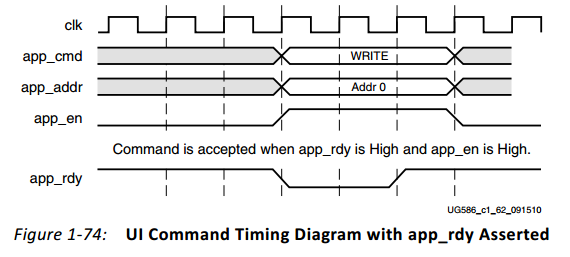 clk
app_cmd WRITE
app_addr Addr 0
app_en
Command is accepted when app_rdy is High and app_en is High.
app_rdy
UG586_c1_62_091510
Figure 1-74: UI Command Timing Diagram with app_rdy Asserted